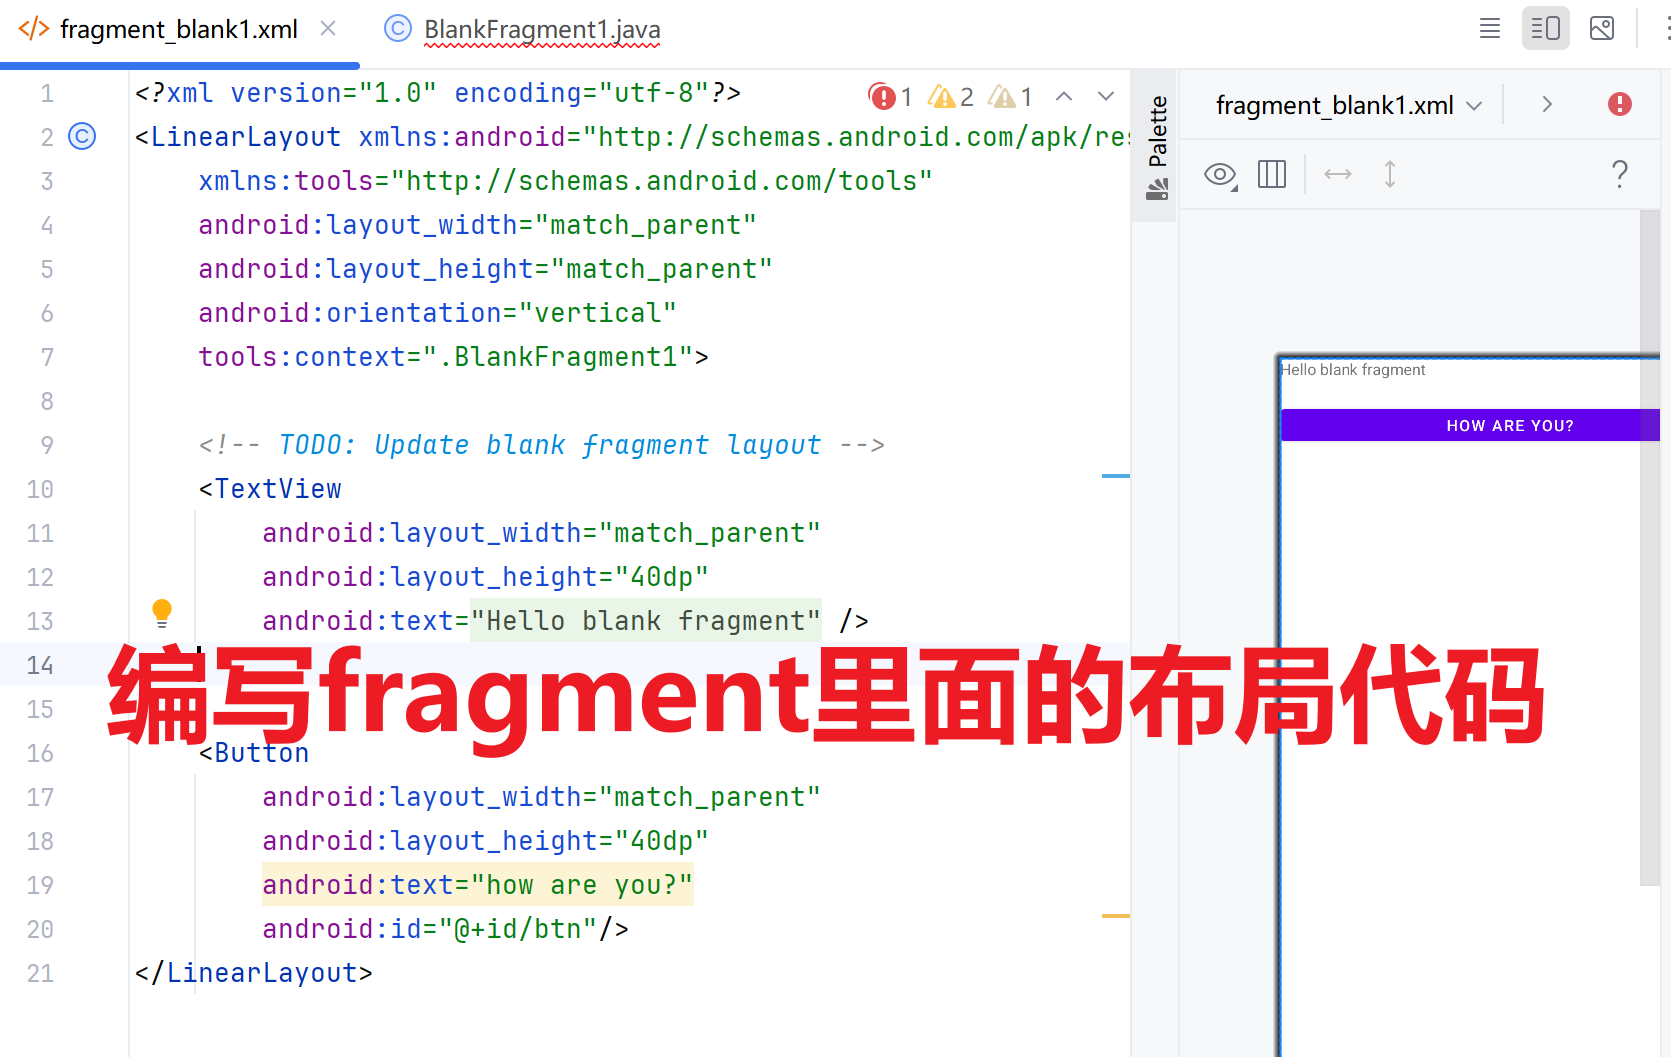 fragment_blank1.xml
BlankFragment1.java
1 <?xml version="1.0" encoding="utf-8"?>
1 2 1
2 <LinearLayout xmlns:android="http://schemas.android.com/apk/res
3 xmlns:tools="http://schemas.android.com/tools"
4 android:layout_width="match_parent"
5 android:layout_height="match_parent"
6 android:orientation="vertical"
7 tools:context=".BlankFragment1">
8
9 <!-- TODO: Update blank fragment layout -->
10 <TextView
11 android:layout_width="match_parent"
12 android:layout_height="40dp"
13 android:text="Hello blank fragment" />
14
编写fragment里面的布局代码
15
16 <Button
17 android:layout_width="match_parent"
18 android:layout_height="40dp"
19 android:text="how are you?"
20 android:id="@+id/btn"/>
21 </LinearLayout>
Palette
fragment_blank1.xml
Hello blank fragment
HOW ARE YOU?